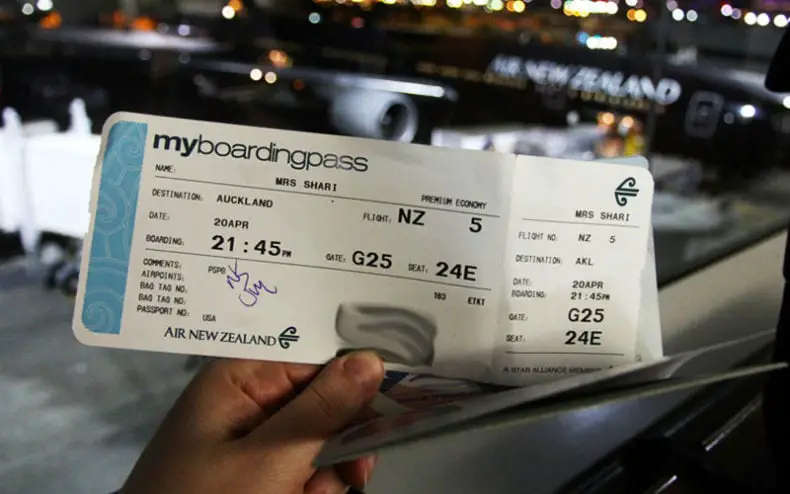 AIR NEW ZEALAND
myboardingpass
NAME: MRS SHARI
PREMIUM ECONOMY
DESTINATION: AUCKLAND FLIGHT: NZ 5
DATE: 20APR
BOARDING: 21:45PM GATE: G25 SEAT: 24E
COMMENTS: PSPB
AIRPOINTS: 163 ETKT
BAG TAG NO:
BAG TAG NO:
PASSPORT NO: USA
AIR NEW ZEALAND
MRS SHARI
FLIGHT NO: NZ 5
DESTINATION: AKL
DATE: 20APR
BOARDING: 21:45PM
GATE: G25
SEAT: 24E
A STAR ALLIANCE MEMBER